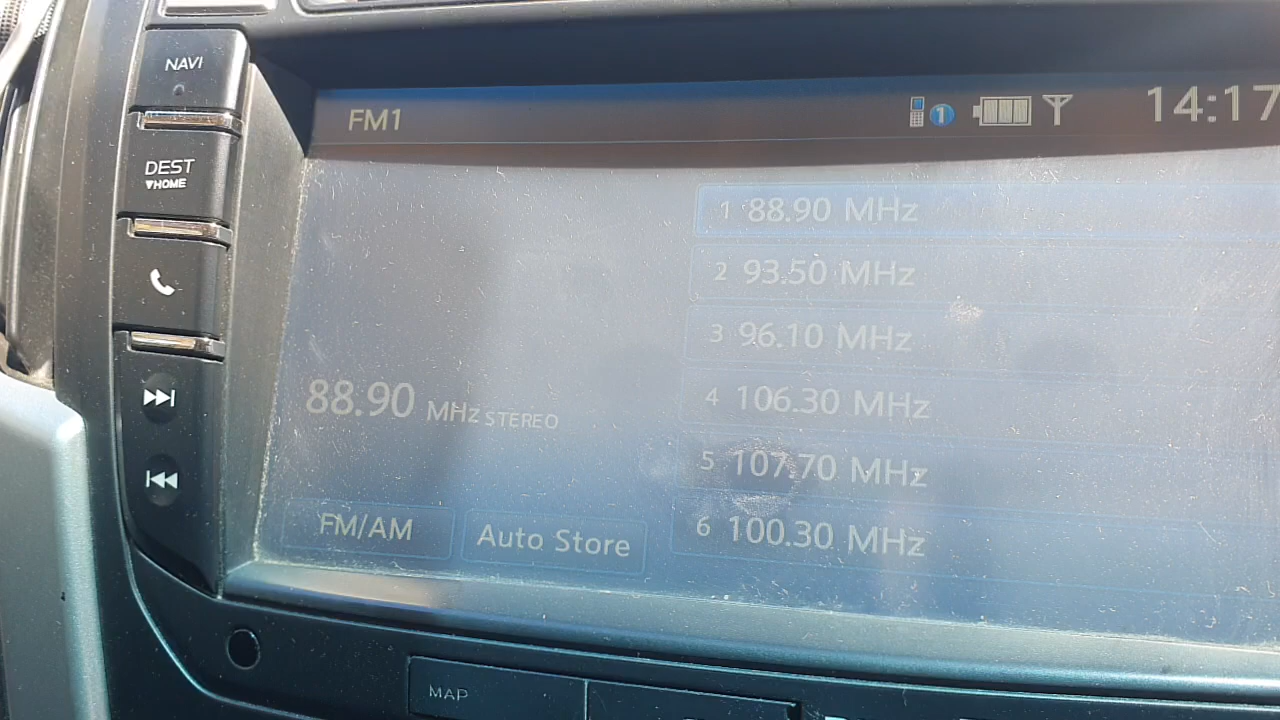 NAVI
DEST
▼HOME
FM1
1
14:17
1 88.90 MHz
2 93.50 MHz
3 96.10 MHz
4 106.30 MHz
5 107.70 MHz
6 100.30 MHz
88.90 MHz STEREO
FM/AM
Auto Store
MAP